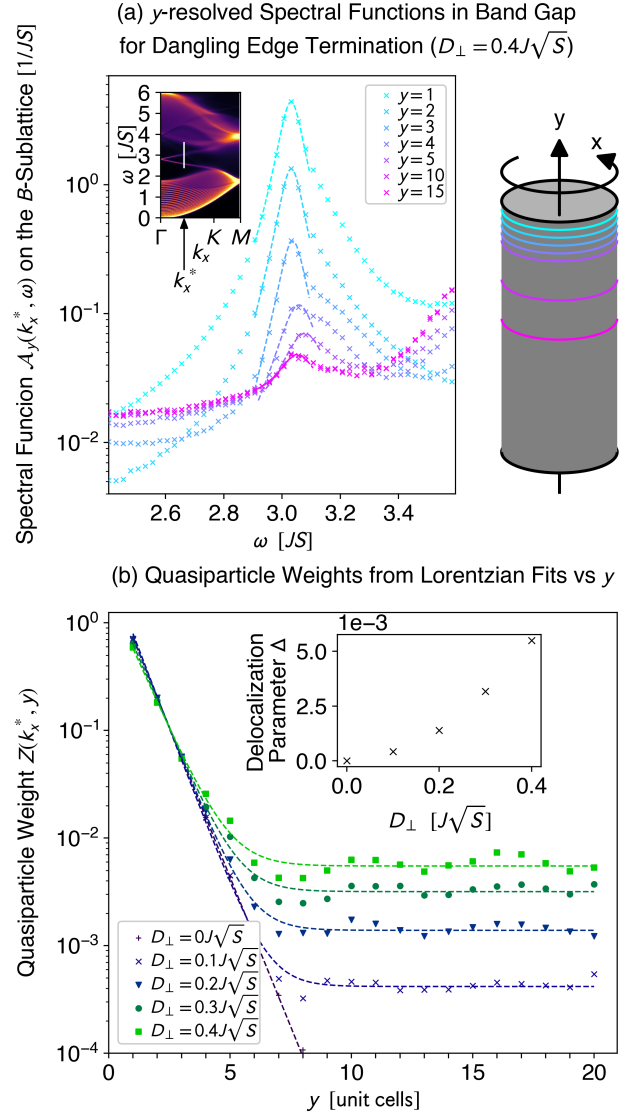 (a) y-resolved Spectral Functions in Band Gap
for Dangling Edge Termination (D⊥ = 0.4J√S)
Spectral Funcion 𝒜y(kx*, ω) on the B-Sublattice [1/JS]
10⁰
10⁻¹
10⁻²
2.6
2.8
3.0
3.2
3.4
ω [JS]
ω [JS]
6
5
4
3
2
1
0
Γ
K
M
kx
kx*
y = 1
y = 2
y = 3
y = 4
y = 5
y = 10
y = 15
y
x
(b) Quasiparticle Weights from Lorentzian Fits vs y
Quasiparticle Weight Z(kx*, y)
10⁰
10⁻¹
10⁻²
10⁻³
10⁻⁴
0
5
10
15
20
y [unit cells]
1e−3
Delocalization
Parameter Δ
5.0
2.5
0.0
0.0
0.2
0.4
D⊥ [J√S]
D⊥ = 0J√S
D⊥ = 0.1J√S
D⊥ = 0.2J√S
D⊥ = 0.3J√S
D⊥ = 0.4J√S